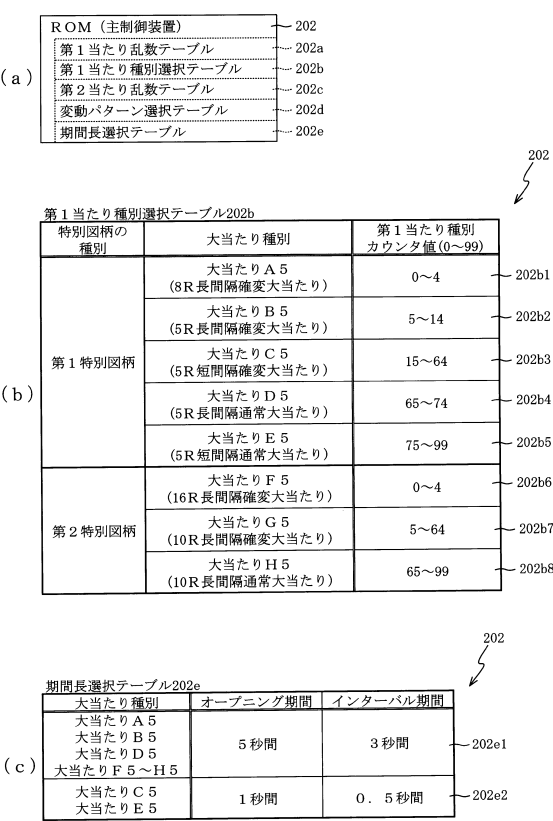 (a)
ROM（主制御装置）
202
第１当たり乱数テーブル
202a
第１当たり種別選択テーブル
202b
第２当たり乱数テーブル
202c
変動パターン選択テーブル
202d
期間長選択テーブル
202e
202
第１当たり種別選択テーブル202b
(b)
特別図柄の
種別
大当たり種別
第１当たり種別
カウンタ値(0～99)
第１特別図柄
大当たりＡ５
(8Ｒ長間隔確変大当たり)
0～4
202b1
大当たりＢ５
(5Ｒ長間隔確変大当たり)
5～14
202b2
大当たりＣ５
(5Ｒ短間隔確変大当たり)
15～64
202b3
大当たりＤ５
(5Ｒ長間隔通常大当たり)
65～74
202b4
大当たりＥ５
(5Ｒ短間隔通常大当たり)
75～99
202b5
第２特別図柄
大当たりＦ５
(16Ｒ長間隔確変大当たり)
0～4
202b6
大当たりＧ５
(10Ｒ長間隔確変大当たり)
5～64
202b7
大当たりＨ５
(10Ｒ長間隔通常大当たり)
65～99
202b8
202
期間長選択テーブル202e
(c)
大当たり種別
オープニング期間
インターバル期間
大当たりＡ５
大当たりＢ５
大当たりＤ５
大当たりＦ５～Ｈ５
５秒間
３秒間
202e1
大当たりＣ５
大当たりＥ５
１秒間
０．５秒間
202e2